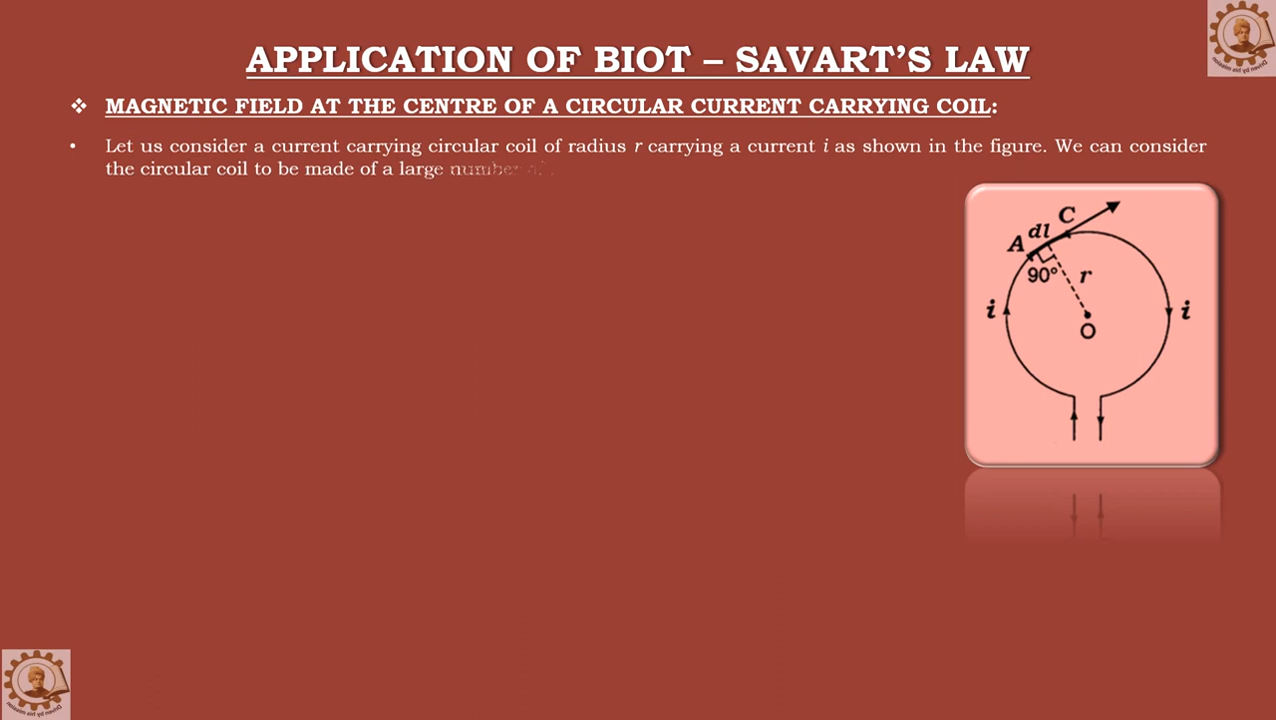 APPLICATION OF BIOT – SAVART’S LAW
❖ MAGNETIC FIELD AT THE CENTRE OF A CIRCULAR CURRENT CARRYING COIL:
• Let us consider a current carrying circular coil of radius r carrying a current i as shown in the figure. We can consider
the circular coil to be made of a large number
C
dl
A
90°
r
i
i
O